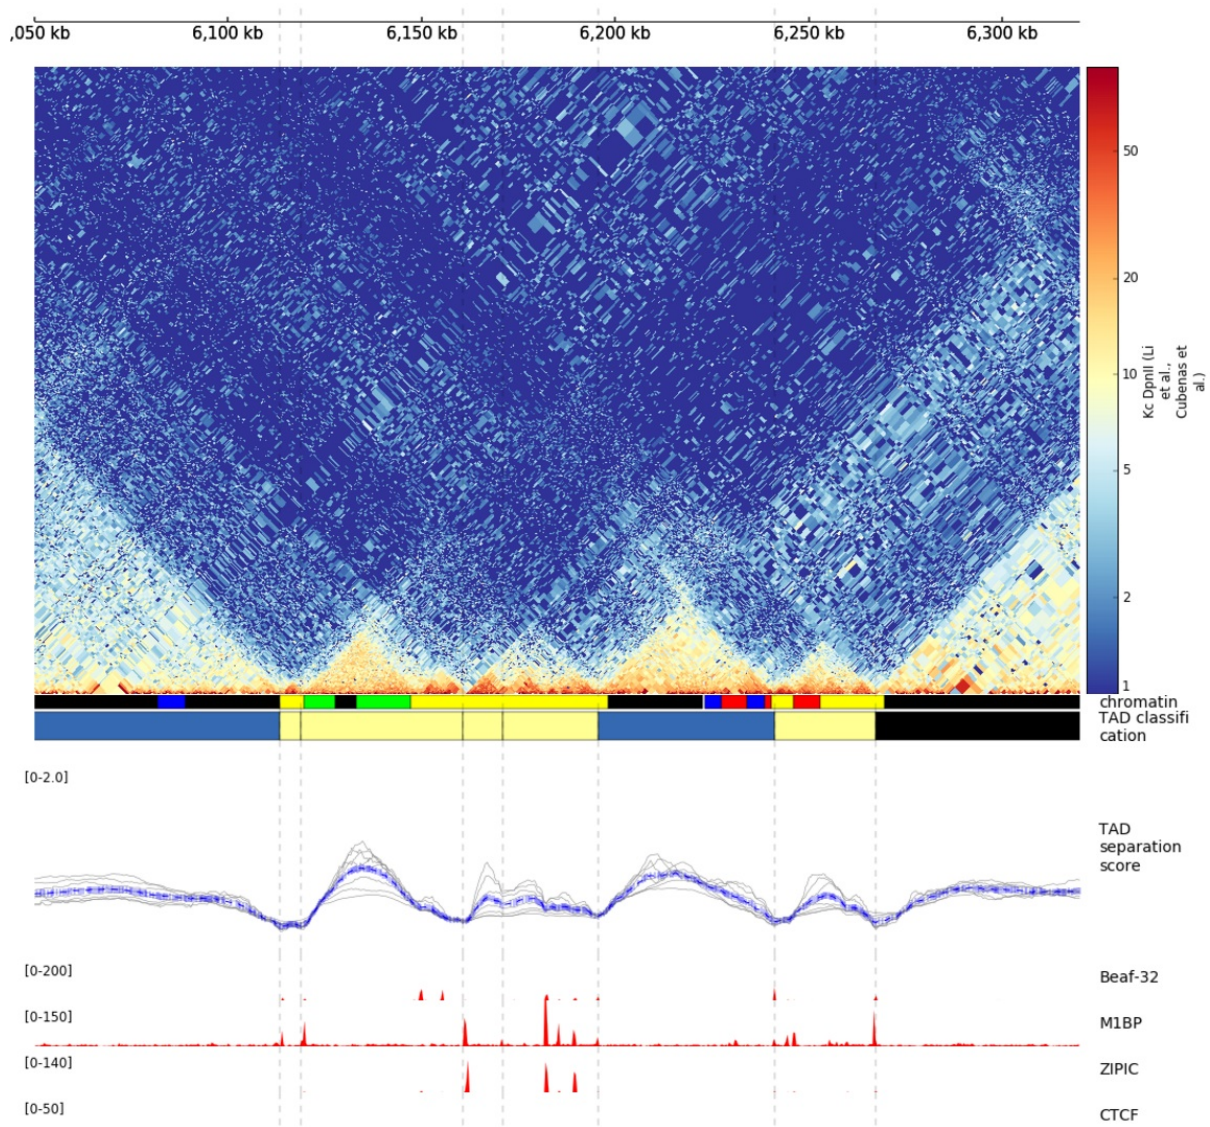 ,050 kb 6,100 kb 6,150 kb 6,200 kb 6,250 kb 6,300 kb
50
20
10
5
2
1
Kc DpnII (Li
et al.,
Cubenas et
al.)
chromatin
TAD classifi
cation
[0-2.0]
TAD
separation
score
[0-200]
Beaf-32
[0-150]
M1BP
[0-140]
ZIPIC
[0-50]
CTCF